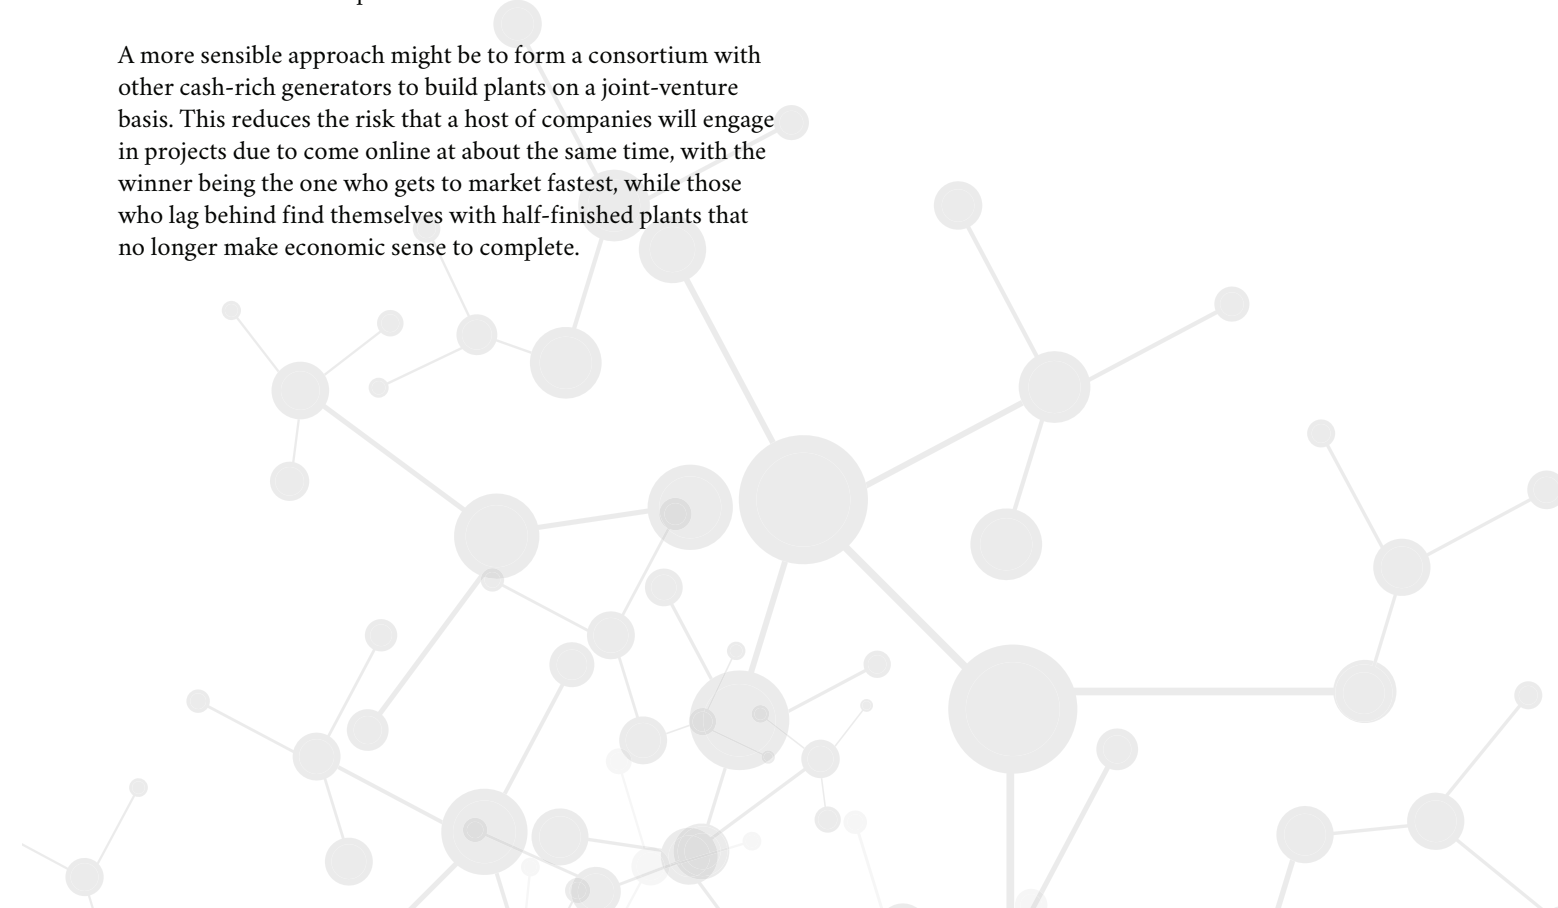 A more sensible approach might be to form a consortium with
other cash-rich generators to build plants on a joint-venture
basis. This reduces the risk that a host of companies will engage
in projects due to come online at about the same time, with the
winner being the one who gets to market fastest, while those
who lag behind find themselves with half-finished plants that
no longer make economic sense to complete.